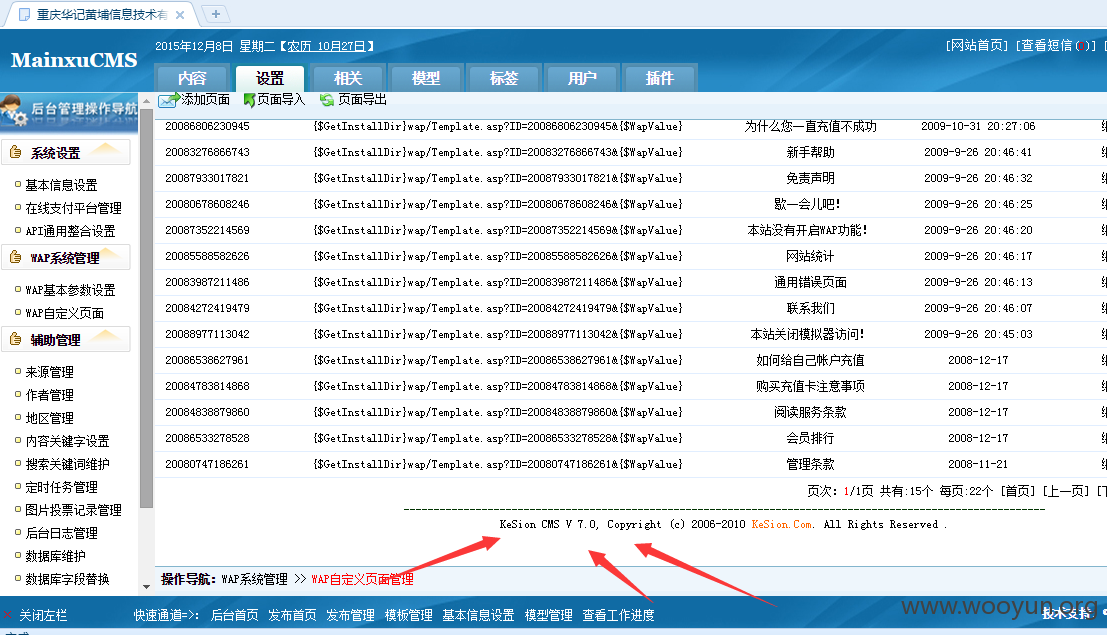 重庆华记黄埔信息技术有
MainxuCMS
2015年12月8日 星期二【农历 10月27日】
[网站首页] [查看短信( )] [
内容 设置 相关 模型 标签 用户 插件
后台管理操作导航
添加页面 页面导入 页面导出
系统设置
基本信息设置
在线支付平台管理
API通用整合设置
WAP系统管理
WAP基本参数设置
WAP自定义页面
辅助管理
来源管理
作者管理
地区管理
内容关键字设置
搜索关键词维护
定时任务管理
图片投票记录管理
后台日志管理
数据库维护
数据库字段替换
20086806230945 {$GetInstallDir}wap/Template.asp?ID=20086806230945&{$WapValue} 为什么您一直充值不成功 2009-10-31 20:27:06
20083276866743 {$GetInstallDir}wap/Template.asp?ID=20083276866743&{$WapValue} 新手帮助 2009-9-26 20:46:41
20087933017821 {$GetInstallDir}wap/Template.asp?ID=20087933017821&{$WapValue} 免责声明 2009-9-26 20:46:32
20080678608246 {$GetInstallDir}wap/Template.asp?ID=20080678608246&{$WapValue} 歇一会儿吧! 2009-9-26 20:46:25
20087352214569 {$GetInstallDir}wap/Template.asp?ID=20087352214569&{$WapValue} 本站没有开启WAP功能! 2009-9-26 20:46:20
20085588582626 {$GetInstallDir}wap/Template.asp?ID=20085588582626&{$WapValue} 网站统计 2009-9-26 20:46:17
20083987211486 {$GetInstallDir}wap/Template.asp?ID=20083987211486&{$WapValue} 通用错误页面 2009-9-26 20:46:13
20084272419479 {$GetInstallDir}wap/Template.asp?ID=20084272419479&{$WapValue} 联系我们 2009-9-26 20:46:07
20088977113042 {$GetInstallDir}wap/Template.asp?ID=20088977113042&{$WapValue} 本站关闭模拟器访问! 2009-9-26 20:45:03
20086538627961 {$GetInstallDir}wap/Template.asp?ID=20086538627961&{$WapValue} 如何给自己帐户充值 2008-12-17
20084783814868 {$GetInstallDir}wap/Template.asp?ID=20084783814868&{$WapValue} 购买充值卡注意事项 2008-12-17
20084838879860 {$GetInstallDir}wap/Template.asp?ID=20084838879860&{$WapValue} 阅读服务条款 2008-12-17
20086533278528 {$GetInstallDir}wap/Template.asp?ID=20086533278528&{$WapValue} 会员排行 2008-12-17
20080747186261 {$GetInstallDir}wap/Template.asp?ID=20080747186261&{$WapValue} 管理条款 2008-11-21
页次: 1/1页 共有:15个 每页:22个 [首页] [上一页] [下
KeSion CMS V 7.0, Copyright (c) 2006-2010 KeSion.Com. All Rights Reserved .
操作导航: WAP系统管理 >> WAP自定义页面管理
www.wooyun.org
关闭左栏 快速通道=>: 后台首页 发布首页 发布管理 模板管理 基本信息设置 模型管理 查看工作进度 技术支持